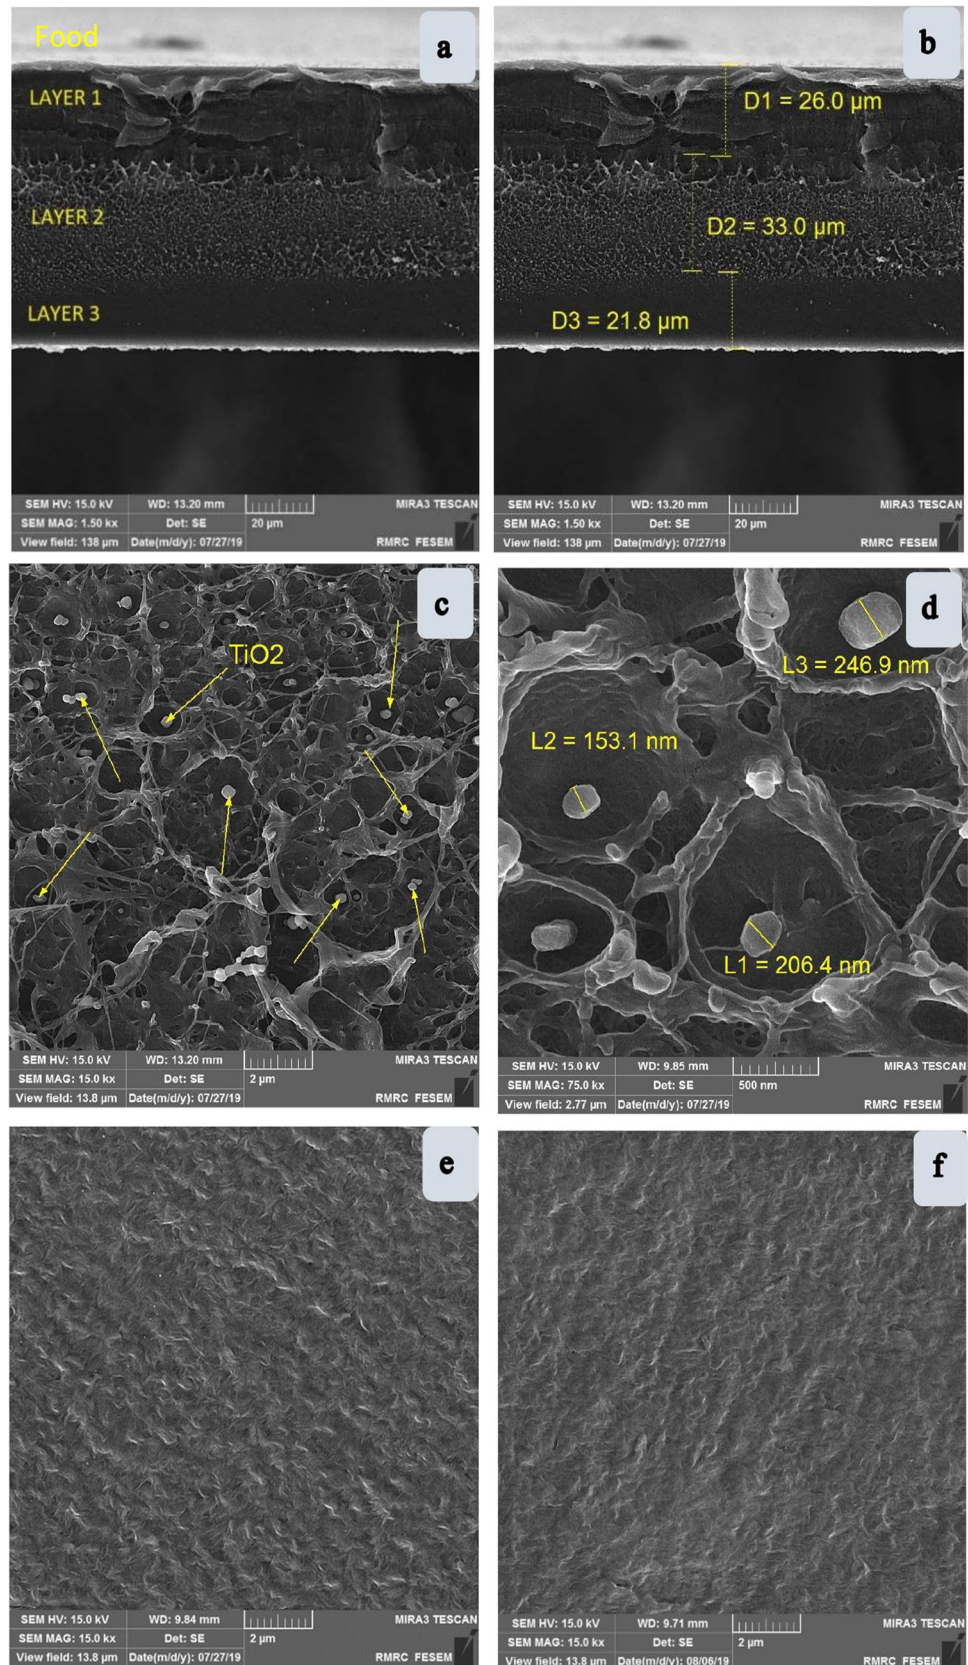 Food
a
LAYER 1
LAYER 2
LAYER 3
SEM HV: 15.0 kV WD: 13.20 mm MIRA3 TESCAN
SEM MAG: 1.50 kx Det: SE 20 µm
View field: 138 µm Date(m/d/y): 07/27/19 RMRC FESEM
b
D1 = 26.0 µm
D2 = 33.0 µm
D3 = 21.8 µm
SEM HV: 15.0 kV WD: 13.20 mm MIRA3 TESCAN
SEM MAG: 1.50 kx Det: SE 20 µm
View field: 138 µm Date(m/d/y): 07/27/19 RMRC FESEM
c
TiO2
SEM HV: 15.0 kV WD: 13.20 mm MIRA3 TESCAN
SEM MAG: 15.0 kx Det: SE 2 µm
View field: 13.8 µm Date(m/d/y): 07/27/19 RMRC FESEM
d
L3 = 246.9 nm
L2 = 153.1 nm
L1 = 206.4 nm
SEM HV: 15.0 kV WD: 9.85 mm MIRA3 TESCAN
SEM MAG: 75.0 kx Det: SE 500 nm
View field: 2.77 µm Date(m/d/y): 07/27/19 RMRC FESEM
e
SEM HV: 15.0 kV WD: 9.84 mm MIRA3 TESCAN
SEM MAG: 15.0 kx Det: SE 2 µm
View field: 13.8 µm Date(m/d/y): 07/27/19 RMRC FESEM
f
SEM HV: 15.0 kV WD: 9.71 mm MIRA3 TESCAN
SEM MAG: 15.0 kx Det: SE 2 µm
View field: 13.8 µm Date(m/d/y): 08/06/19 RMRC FESEM